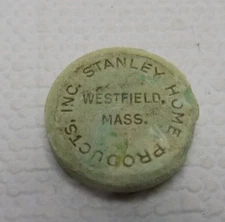 STANLEY HOME PRODUCTS, INC.
WESTFIELD,
MASS.